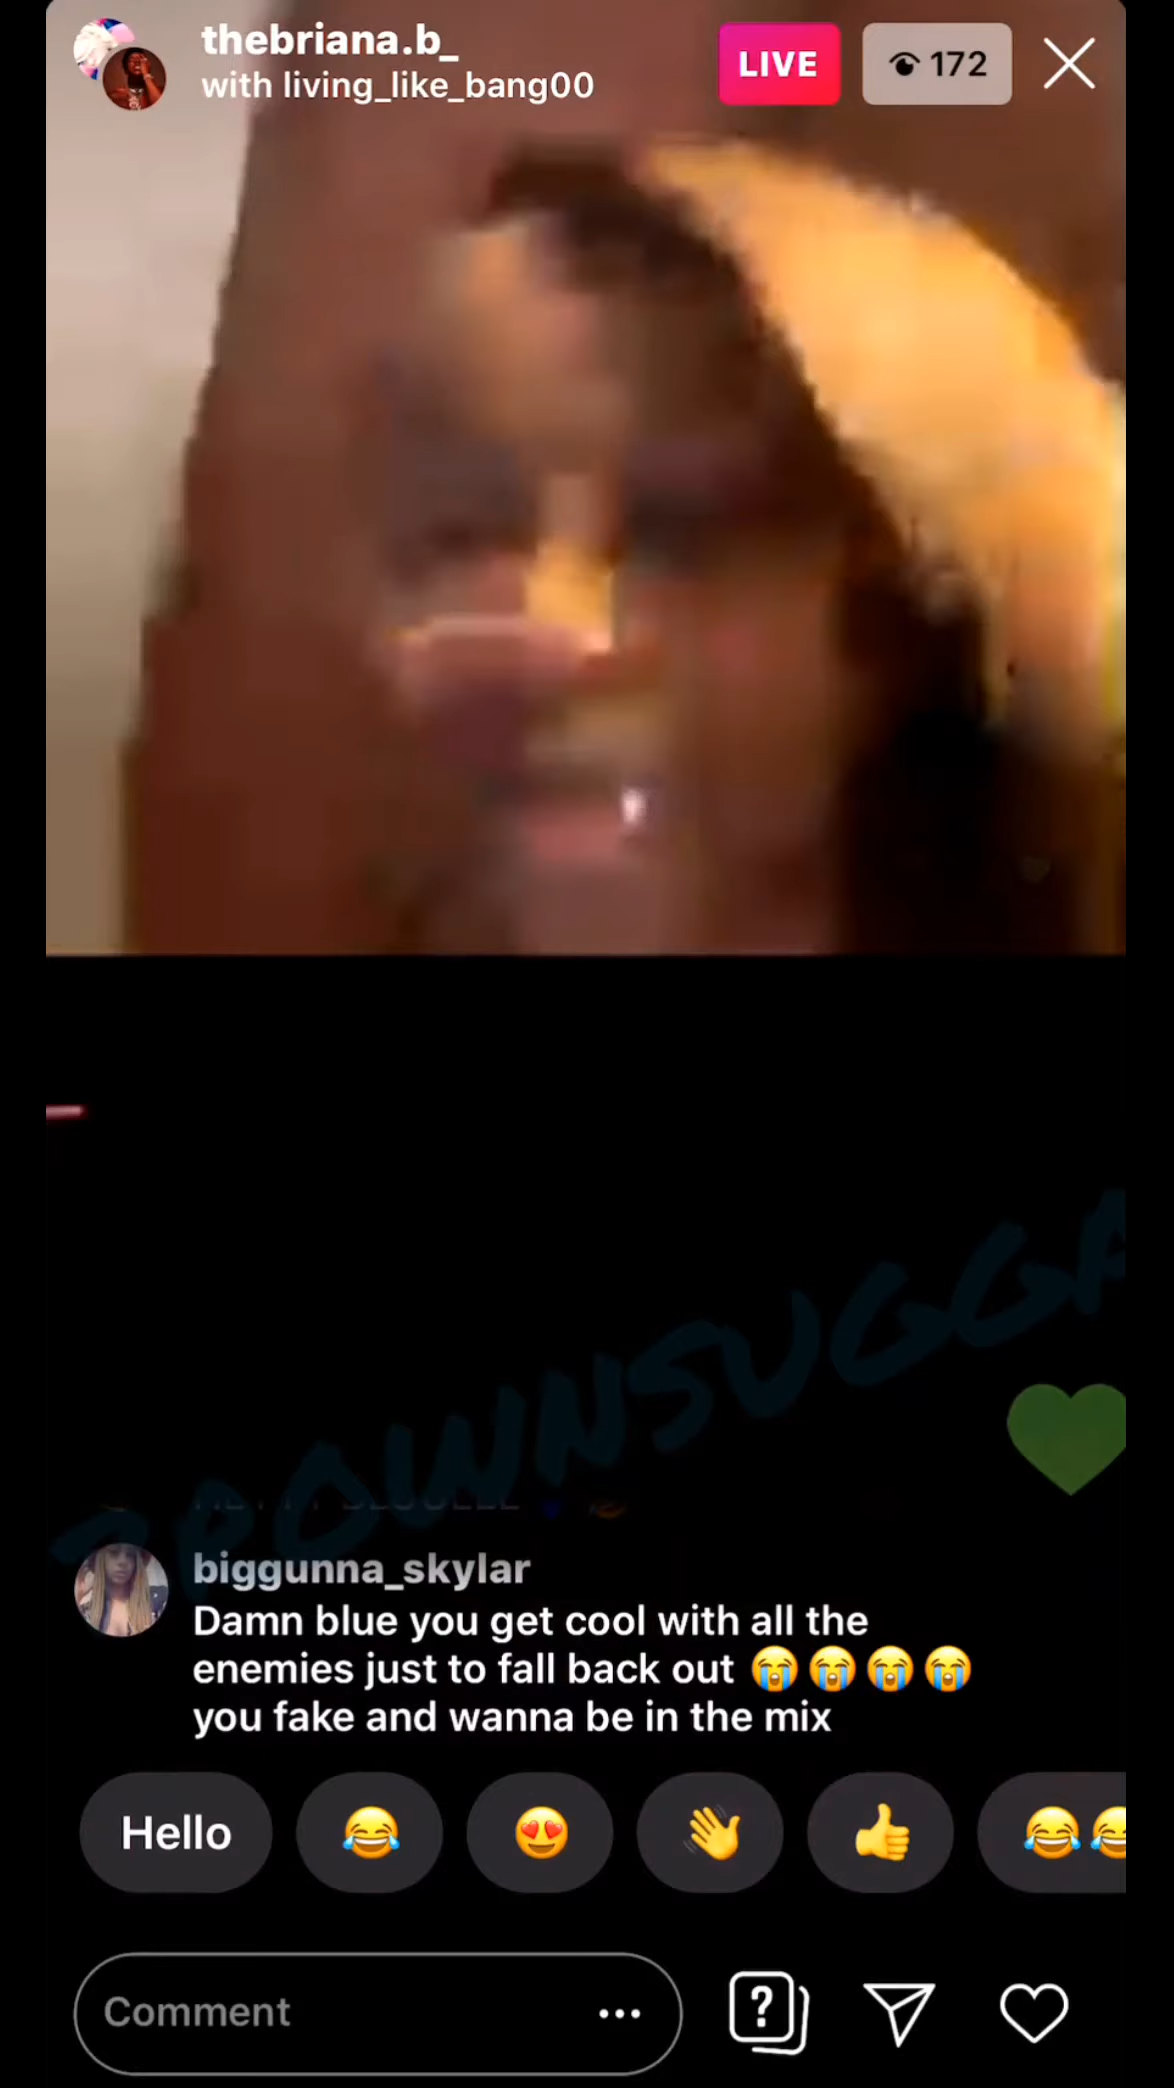 thebriana.b_
with living_like_bang00
LIVE
172
biggunna_skylar
Damn blue you get cool with all the
enemies just to fall back out 😭😭😭😭
you fake and wanna be in the mix
Hello
Comment